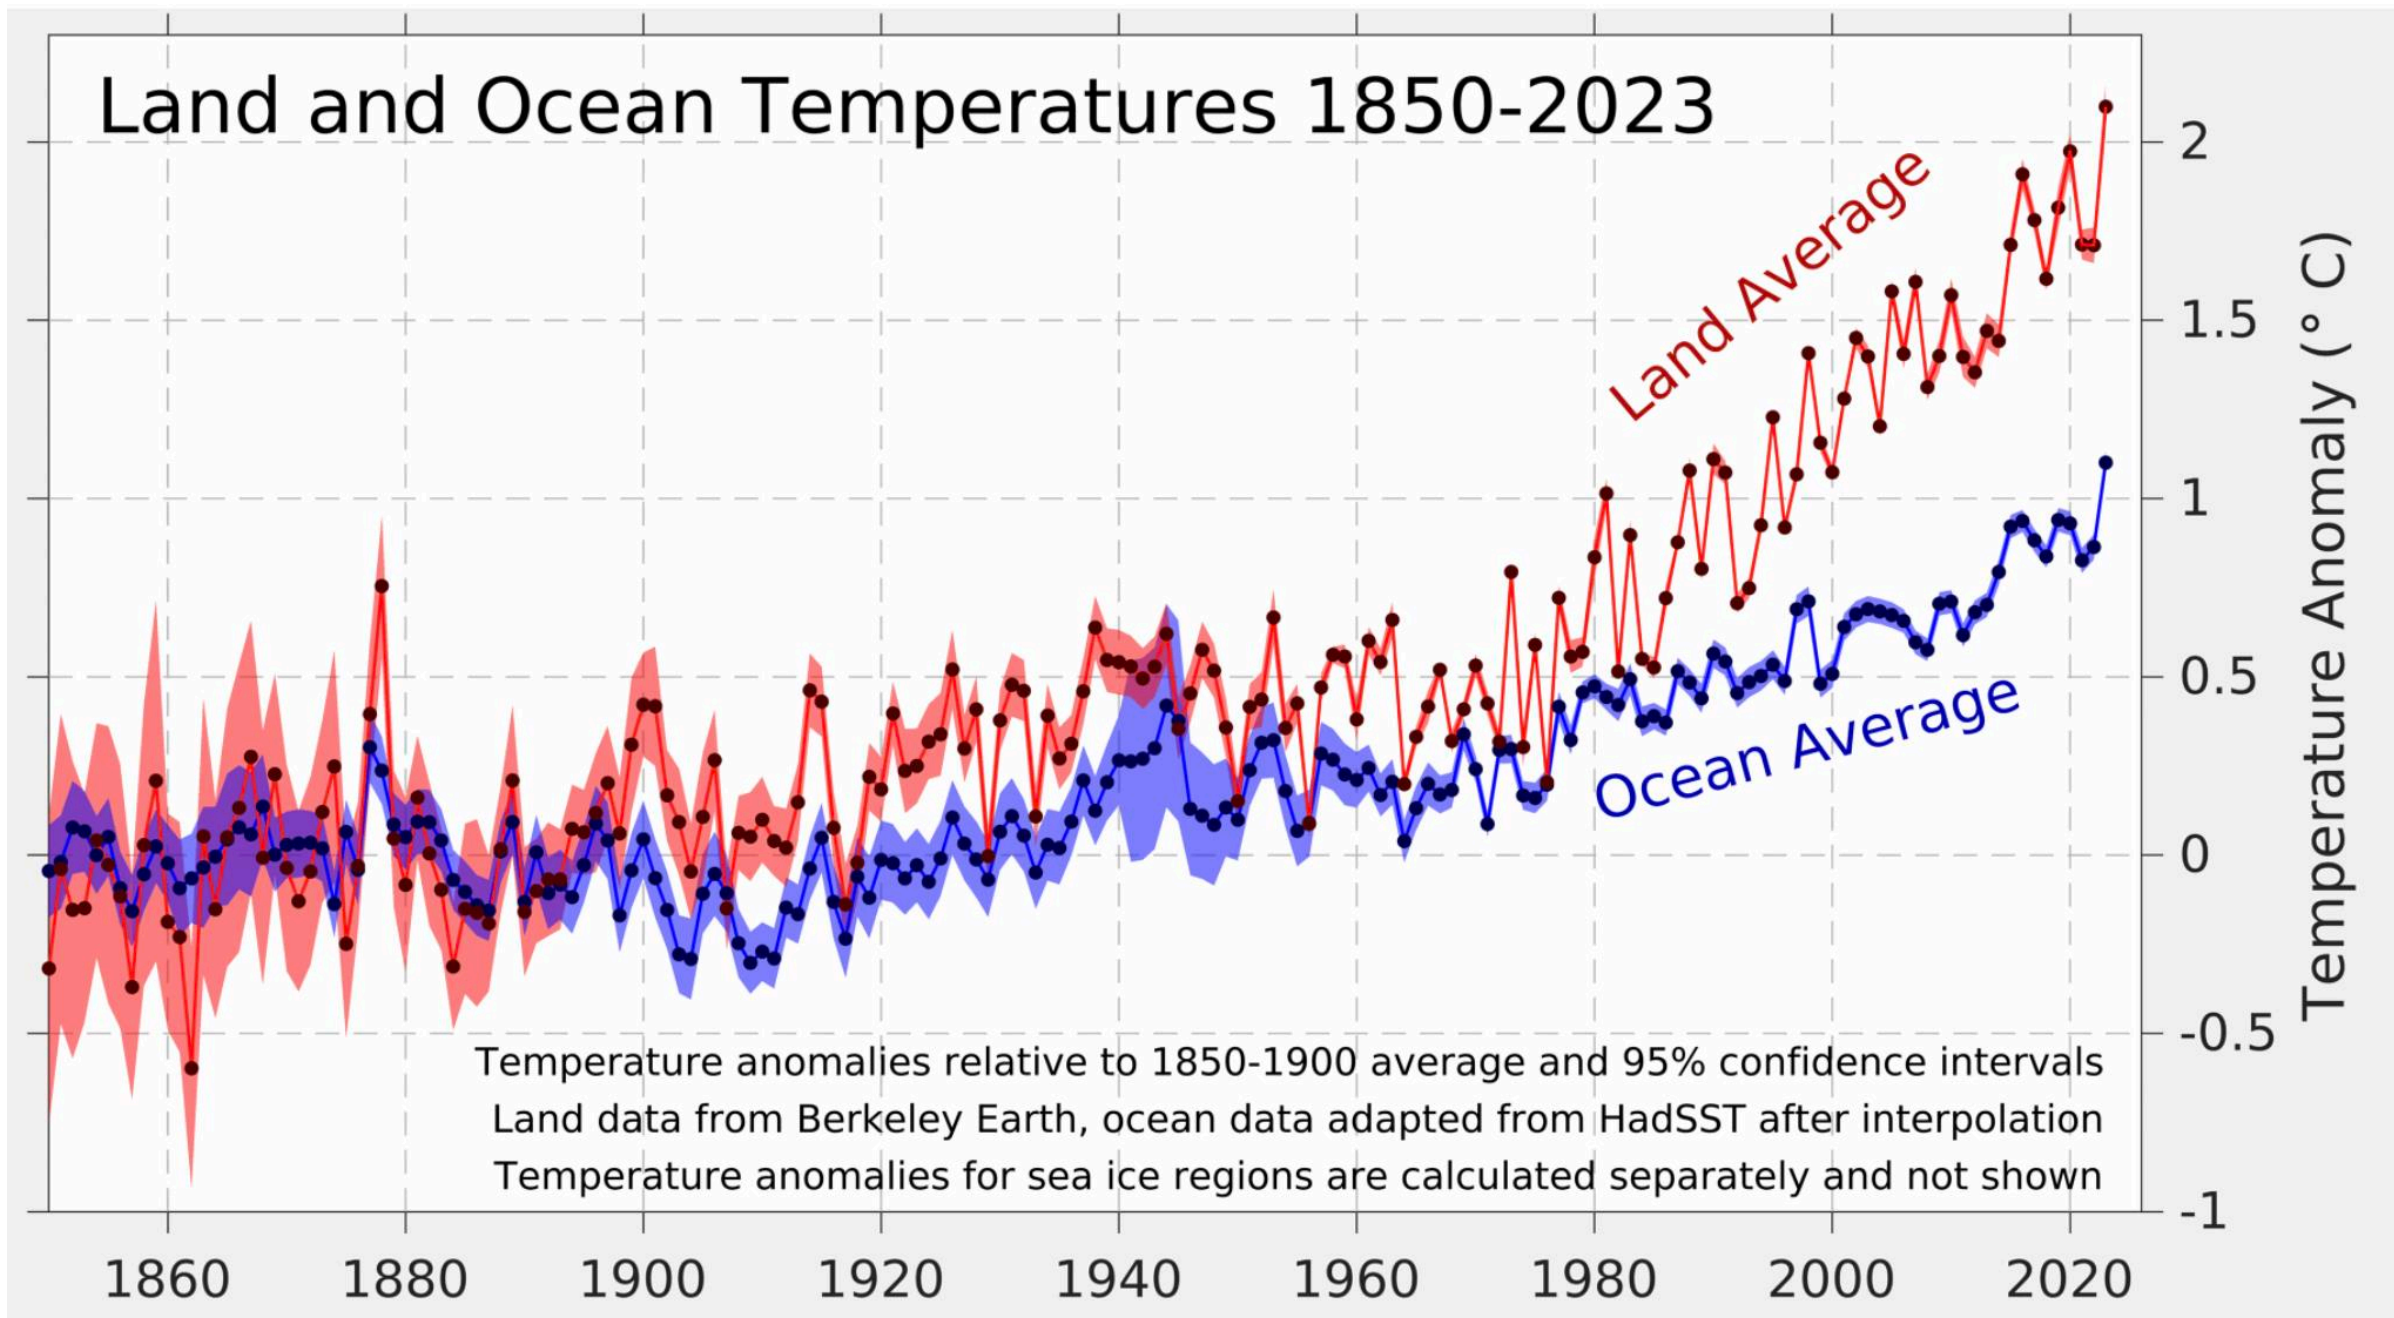 Land and Ocean Temperatures 1850-2023
Land Average
Ocean Average
Temperature anomalies relative to 1850-1900 average and 95% confidence intervals
Land data from Berkeley Earth, ocean data adapted from HadSST after interpolation
Temperature anomalies for sea ice regions are calculated separately and not shown
2
1.5
1
0.5
0
-0.5
-1
Temperature Anomaly (° C)
1860 1880 1900 1920 1940 1960 1980 2000 2020